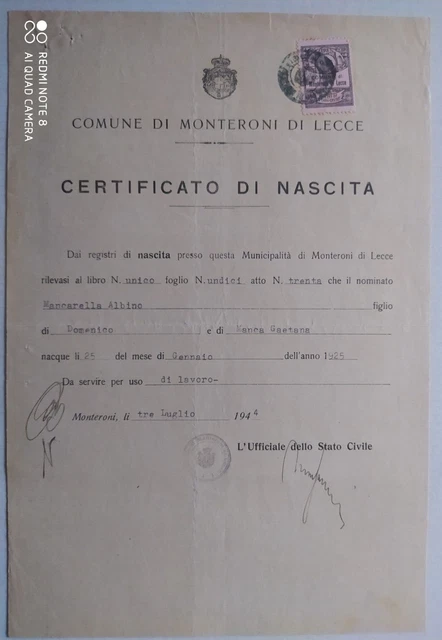 REDMI NOTE 8
AI QUAD CAMERA
Lecce
COMUNE DI MONTERONI DI LECCE
CERTIFICATO DI NASCITA
Dai registri di nascita presso questa Municipalità di Monteroni di Lecce
rilevasi al libro N. unico foglio N. undici atto N. trenta che il nominato
Mancarella Albino figlio
di Domenico e di Manca Gaetana
nacque li 25 del mese di Gennaio dell'anno 1925
Da servire per uso di lavoro-
Monteroni, li tre Luglio 1944
L'Ufficiale dello Stato Civile